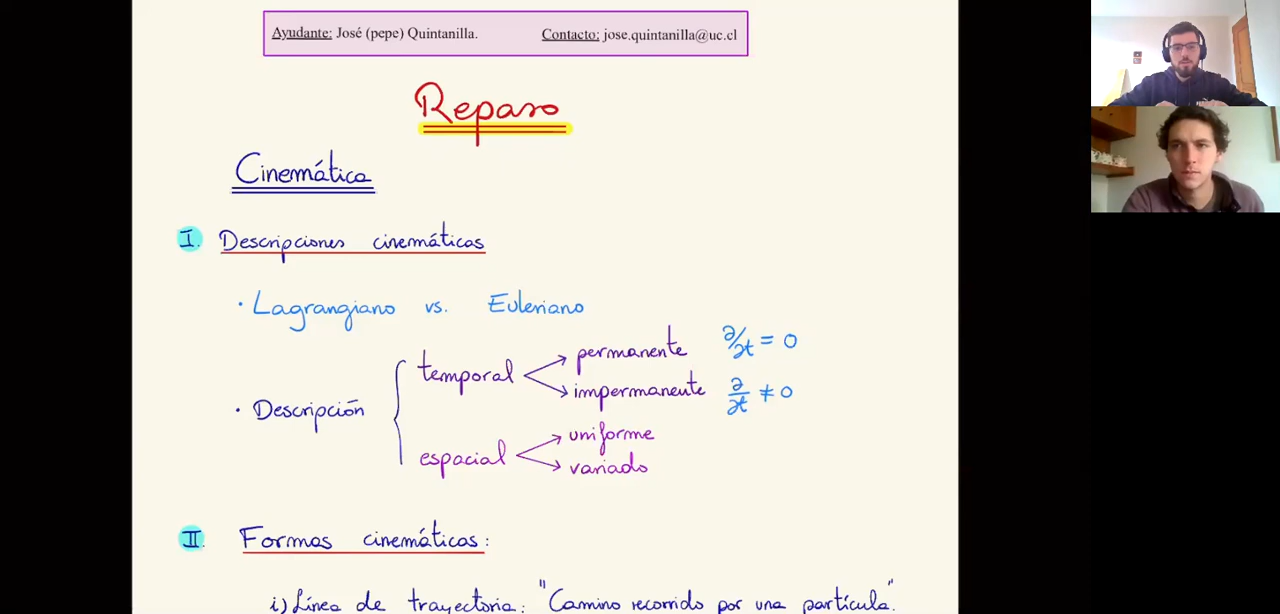 Ayudante: José (pepe) Quintanilla. Contacto: jose.quintanilla@uc.cl
Repaso
Cinemática
I. Descripciones cinemáticas
· Lagrangiano vs. Euleriano
· Descripción
temporal
permanente ∂/∂t = 0
impermanente ∂/∂t ≠ 0
espacial
uniforme
variado
II. Formas cinemáticas:
i) Línea de trayectoria: "Camino recorrido por una partícula."